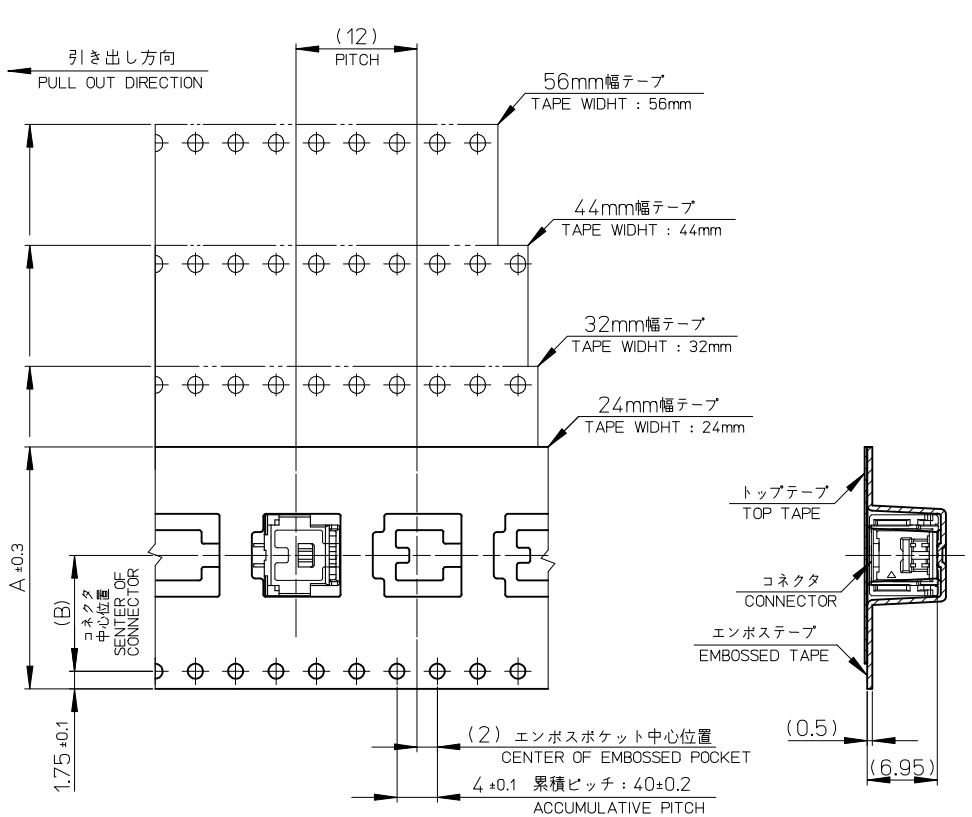 (12)
PITCH
引き出し方向
PULL OUT DIRECTION
56mm幅テープ
TAPE WIDHT : 56mm
44mm幅テープ
TAPE WIDHT : 44mm
32mm幅テープ
TAPE WIDHT : 32mm
24mm幅テープ
TAPE WIDHT : 24mm
トップテープ
TOP TAPE
コネクタ
CONNECTOR
エンボステープ
EMBOSSED TAPE
A ±0.3
(B)
コネクタ
中心位置
SENTER OF
CONNECTOR
1.75 ±0.1
(2) エンボスポケット中心位置
CENTER OF EMBOSSED POCKET
4 ±0.1 累積ピッチ : 40±0.2
ACCUMULATIVE PITCH
(0.5)
(6.95)